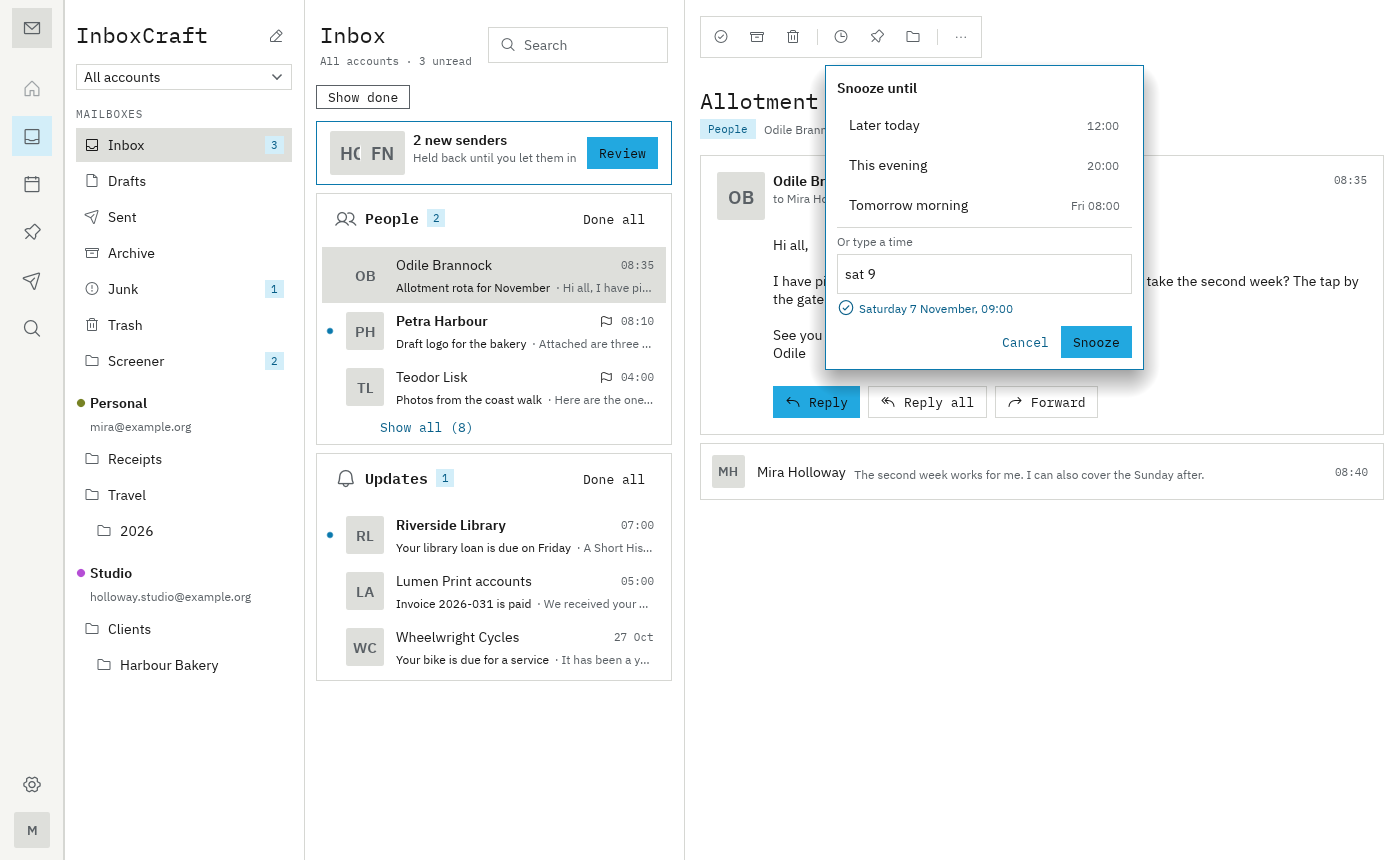 InboxCraft
All accounts
MAILBOXES
Inbox 3
Drafts
Sent
Archive
Junk 1
Trash
Screener 2
Personal
mira@example.org
Receipts
Travel
2026
Studio
holloway.studio@example.org
Clients
Harbour Bakery
M
Inbox
All accounts · 3 unread
Search
Show done
FN
2 new senders
Held back until you let them in
Review
People 2 Done all
OB Odile Brannock 08:35
Allotment rota for November · Hi all, I have pi…
PH Petra Harbour 08:10
Draft logo for the bakery · Attached are three …
TL Teodor Lisk 04:00
Photos from the coast walk · Here are the one…
Show all (8)
Updates 1 Done all
RL Riverside Library 07:00
Your library loan is due on Friday · A Short His…
LA Lumen Print accounts 05:00
Invoice 2026-031 is paid · We received your …
WC Wheelwright Cycles 27 Oct
Your bike is due for a service · It has been a y…
Allotment
People Odile Brann
OB Odile Br 08:35
to Mira Ho
Hi all,
I have pi take the second week? The tap by
the gate
See you
Odile
Snooze until
Later today 12:00
This evening 20:00
Tomorrow morning Fri 08:00
Or type a time
sat 9
Saturday 7 November, 09:00
Cancel Snooze
Reply Reply all Forward
MH Mira Holloway The second week works for me. I can also cover the Sunday after. 08:40